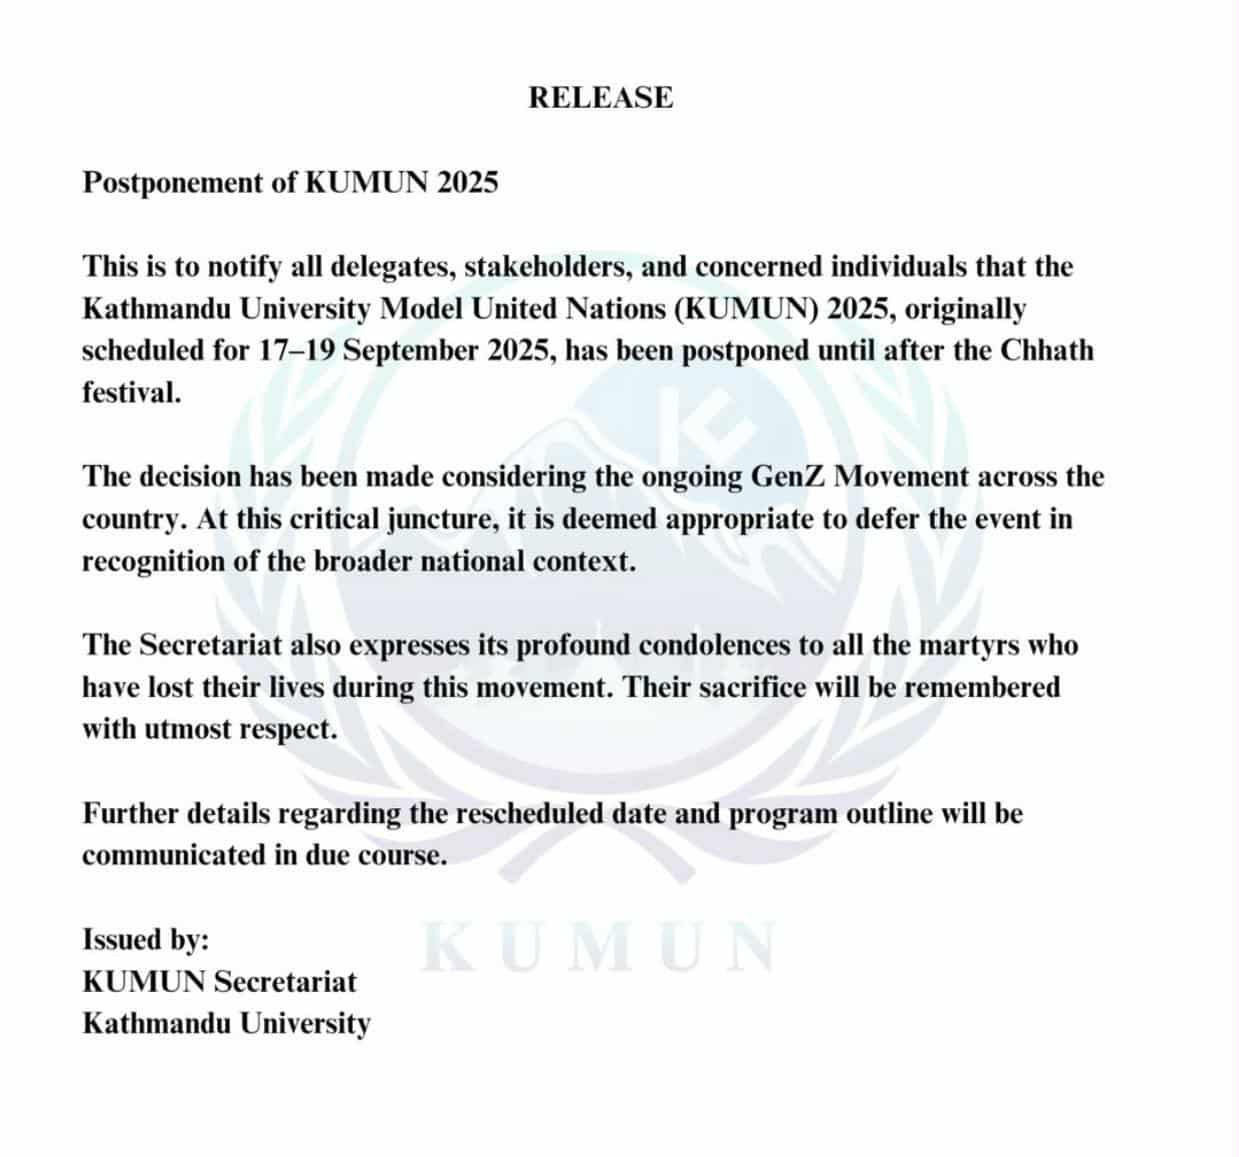 RELEASE
Postponement of KUMUN 2025
This is to notify all delegates, stakeholders, and concerned individuals that the
Kathmandu University Model United Nations (KUMUN) 2025, originally
scheduled for 17–19 September 2025, has been postponed until after the Chhath
festival.
The decision has been made considering the ongoing GenZ Movement across the
country. At this critical juncture, it is deemed appropriate to defer the event in
recognition of the broader national context.
The Secretariat also expresses its profound condolences to all the martyrs who
have lost their lives during this movement. Their sacrifice will be remembered
with utmost respect.
Further details regarding the rescheduled date and program outline will be
communicated in due course.
Issued by:
KUMUN Secretariat
Kathmandu University
KUMUN